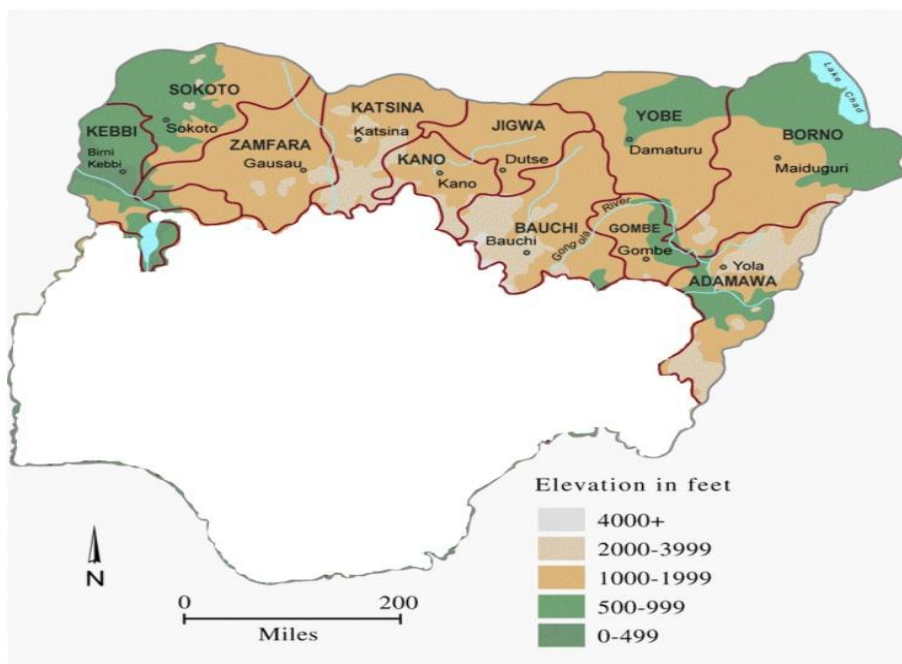 SOKOTO
Sokoto
KEBBI
Birni
Kebbi
ZAMFARA
Gausau
KATSINA
Katsina
KANO
Kano
JIGWA
Dutse
YOBE
Damaturu
BORNO
Maiduguri
Lake Chad
BAUCHI
Bauchi
Gongola River
GOMBE
Gombe
Yola
ADAMAWA
Elevation in feet
4000+
2000-3999
1000-1999
500-999
0-499
N
0 200
Miles